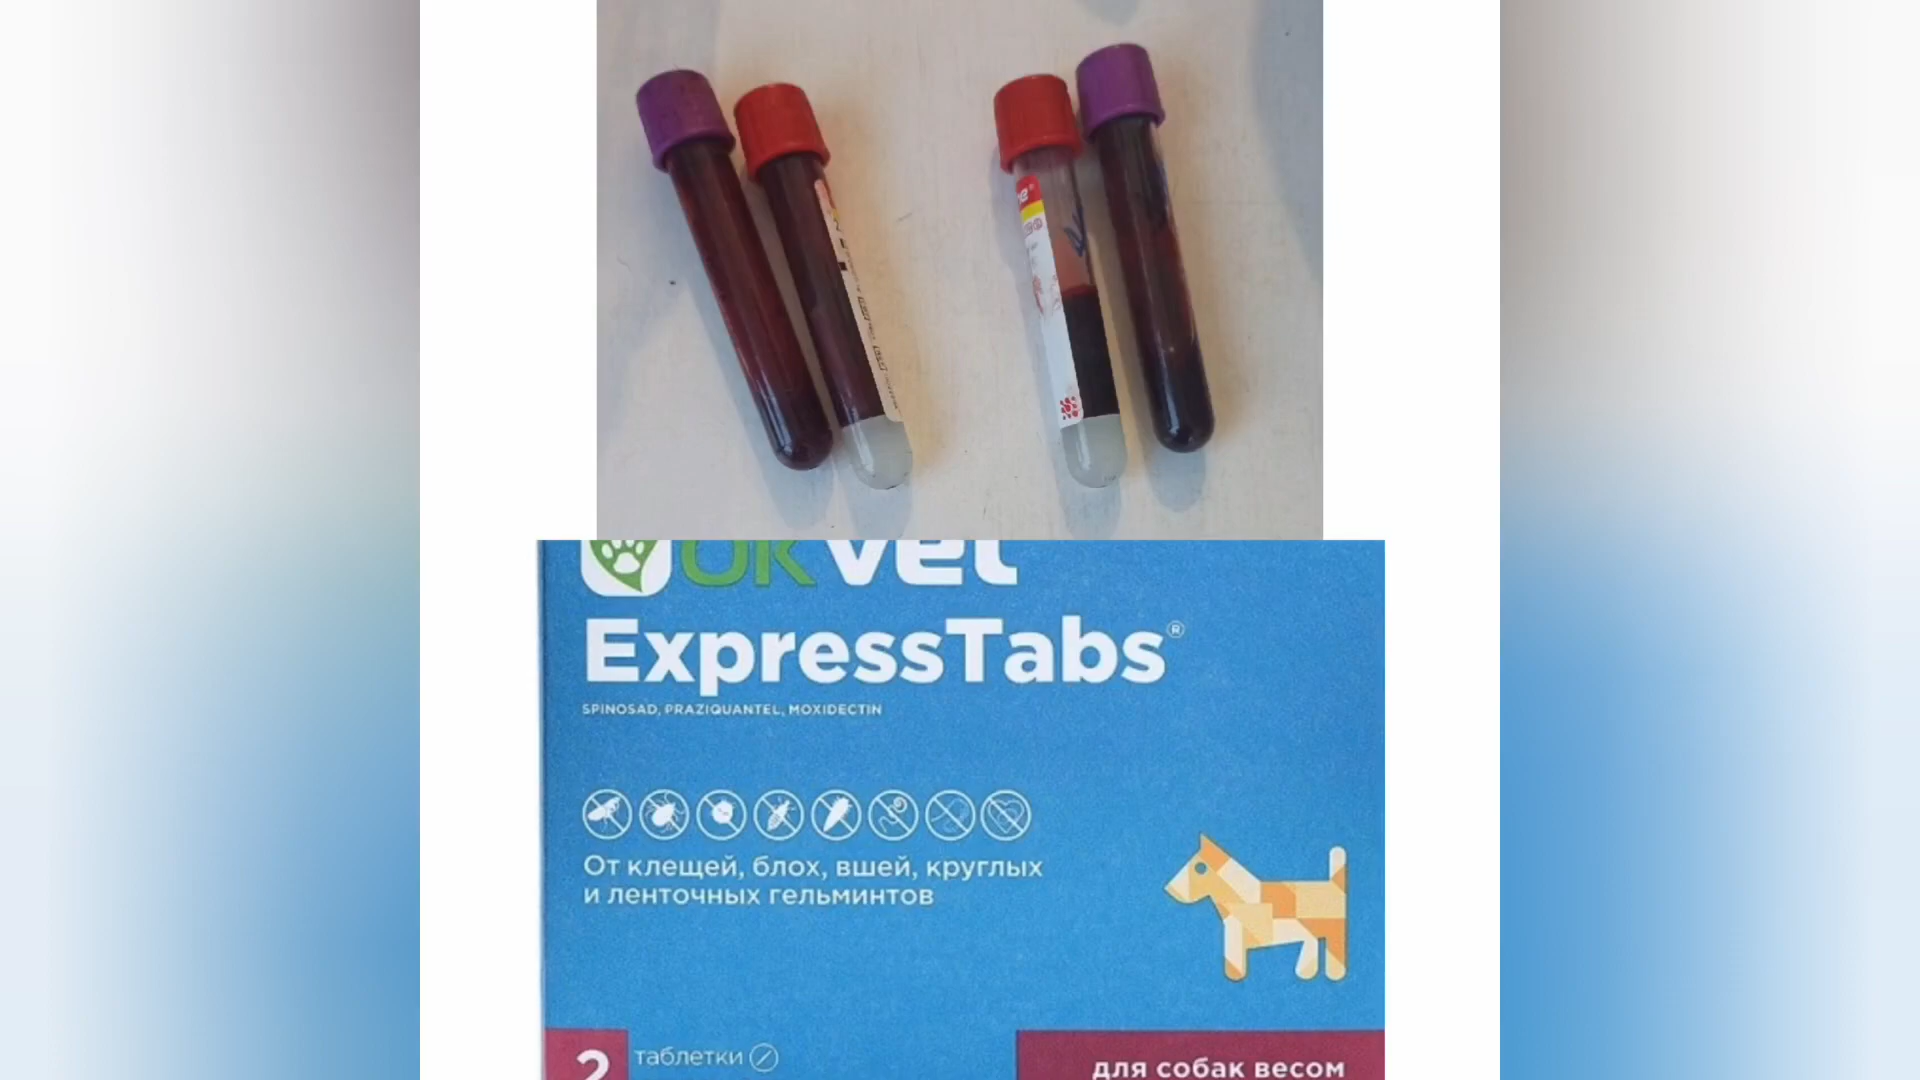 OKVET
ExpressTabs®
SPINOSAD, PRAZIQUANTEL, MOXIDECTIN
От клещей, блох, вшей, круглых
и ленточных гельминтов
2 таблетки
для собак весом